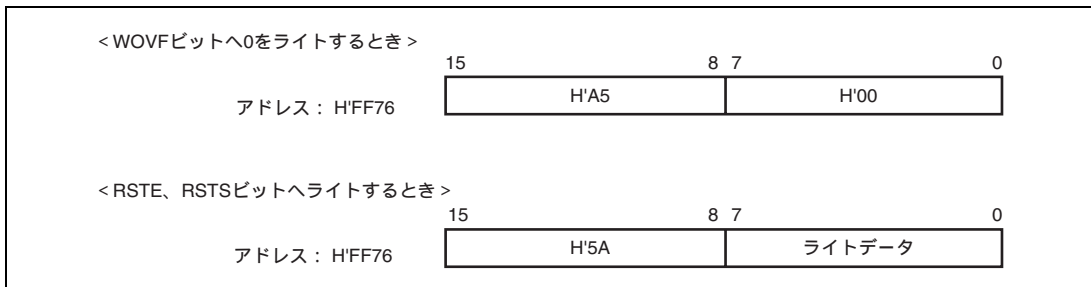 <WOVFビットへ0をライトするとき>
15 8 7 0
アドレス： H'FF76 H'A5 H'00
<RSTE、RSTSビットへライトするとき>
15 8 7 0
アドレス： H'FF76 H'5A ライトデータ